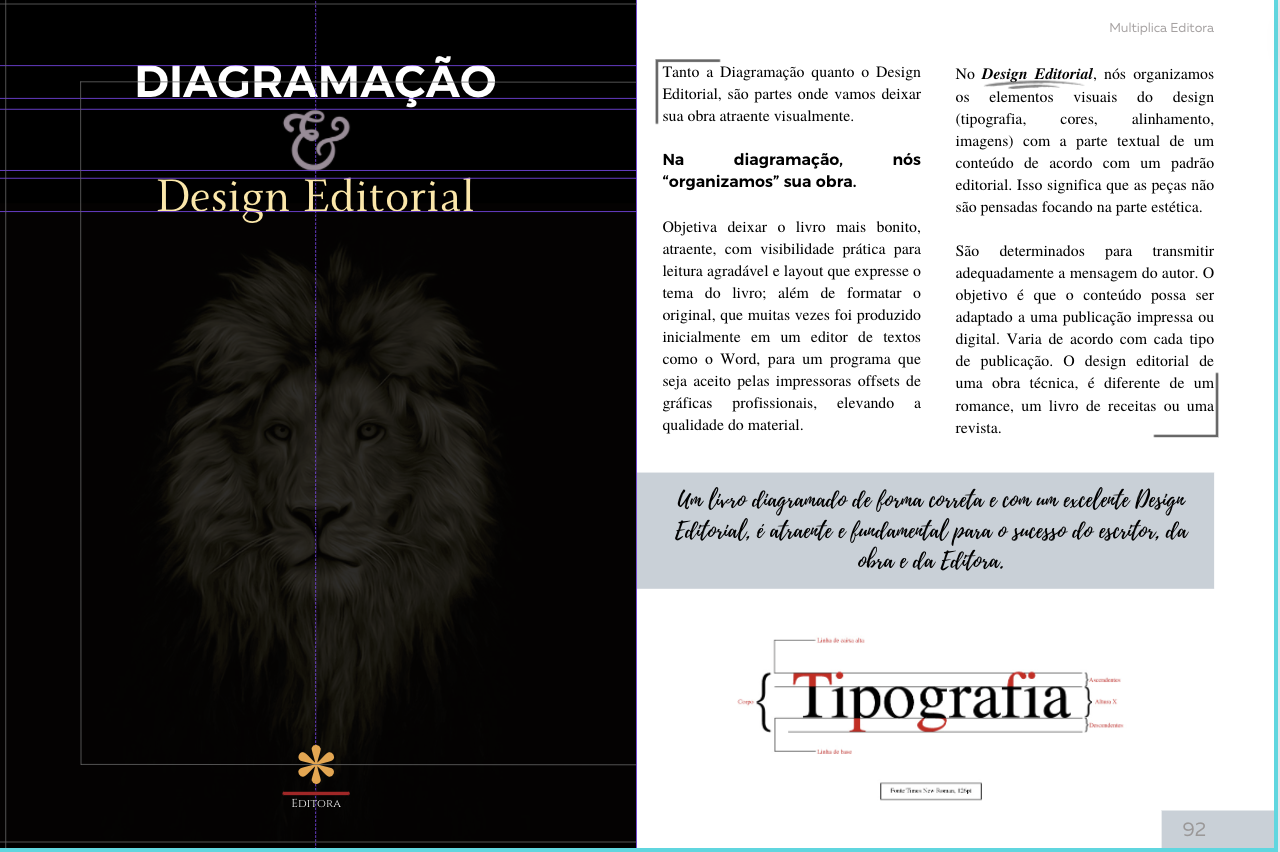 DIAGRAMAÇÃO
&
Design Editorial
EDITORA
Multiplica Editora
Tanto a Diagramação quanto o Design
Editorial, são partes onde vamos deixar
sua obra atraente visualmente.
Na diagramação, nós
“organizamos” sua obra.
Objetiva deixar o livro mais bonito,
atraente, com visibilidade prática para
leitura agradável e layout que expresse o
tema do livro; além de formatar o
original, que muitas vezes foi produzido
inicialmente em um editor de textos
como o Word, para um programa que
seja aceito pelas impressoras offsets de
gráficas profissionais, elevando a
qualidade do material.
No Design Editorial, nós organizamos
os elementos visuais do design
(tipografia, cores, alinhamento,
imagens) com a parte textual de um
conteúdo de acordo com um padrão
editorial. Isso significa que as peças não
são pensadas focando na parte estética.
São determinados para transmitir
adequadamente a mensagem do autor. O
objetivo é que o conteúdo possa ser
adaptado a uma publicação impressa ou
digital. Varia de acordo com cada tipo
de publicação. O design editorial de
uma obra técnica, é diferente de um
romance, um livro de receitas ou uma
revista.
Um livro diagramado de forma correta e com um excelente Design
Editorial, é atraente e fundamental para o sucesso do escritor, da
obra e da Editora.
Linha de caixa alta
Ascendentes
Corpo
Tipografia
Altura X
Descendentes
Linha de base
Fonte Times New Roman, 126pt
92